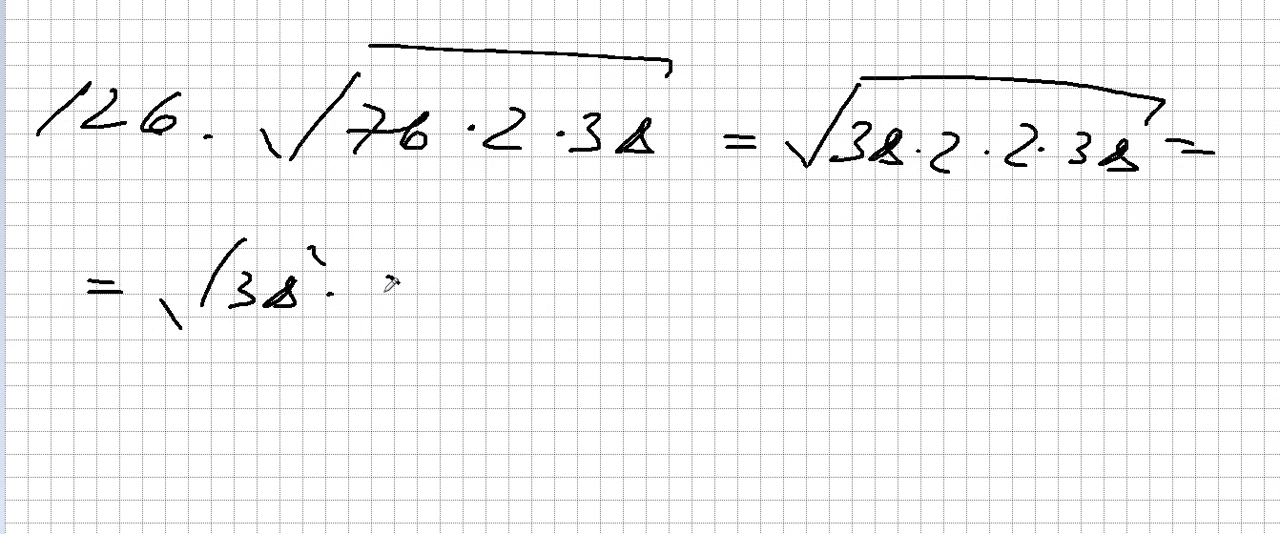 126. √76·2·38 = √38·2·2·38 =
= √38²·